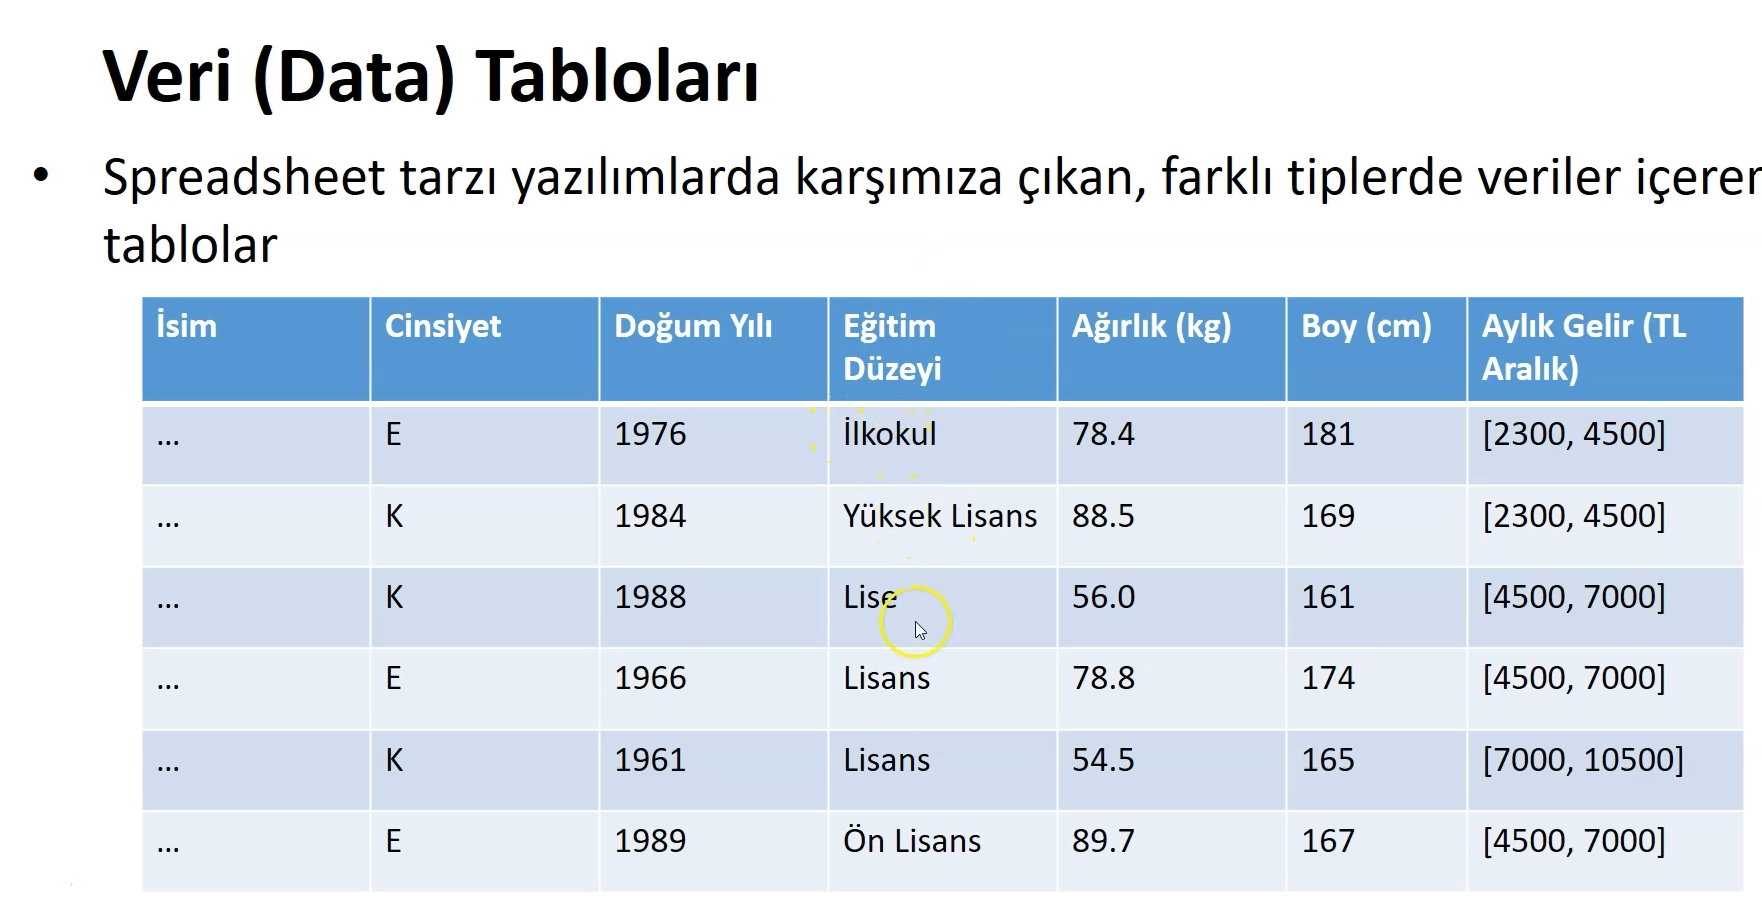 Veri (Data) Tabloları
• Spreadsheet tarzı yazılımlarda karşımıza çıkan, farklı tiplerde veriler içeren
tablolar
İsim Cinsiyet Doğum Yılı Eğitim Düzeyi Ağırlık (kg) Boy (cm) Aylık Gelir (TL Aralık)
... E 1976 İlkokul 78.4 181 [2300, 4500]
... K 1984 Yüksek Lisans 88.5 169 [2300, 4500]
... K 1988 Lise 56.0 161 [4500, 7000]
... E 1966 Lisans 78.8 174 [4500, 7000]
... K 1961 Lisans 54.5 165 [7000, 10500]
... E 1989 Ön Lisans 89.7 167 [4500, 7000]